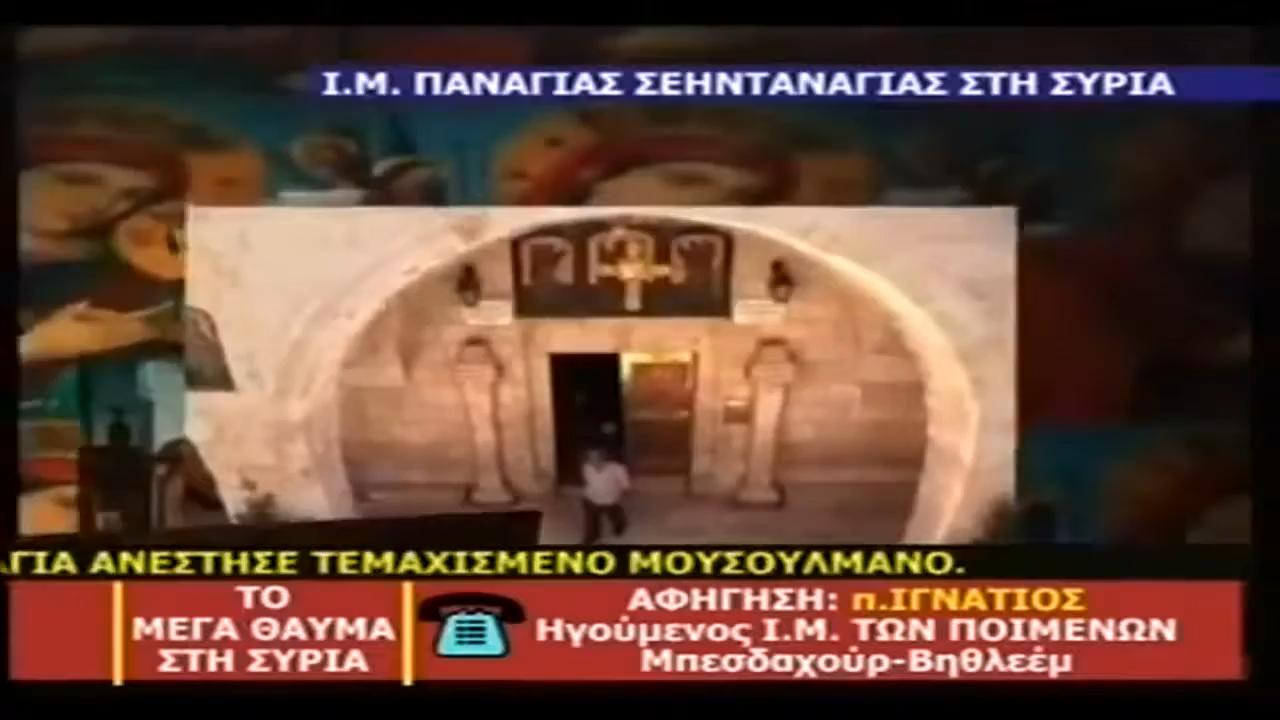 Ι.Μ. ΠΑΝΑΓΙΑΣ ΣΕΗΝΤΑΝΑΓΙΑΣ ΣΤΗ ΣΥΡΙΑ
ΑΓΙΑ ΑΝΕΣΤΗΣΕ ΤΕΜΑΧΙΣΜΕΝΟ ΜΟΥΣΟΥΛΜΑΝΟ.
ΤΟ
ΜΕΓΑ ΘΑΥΜΑ
ΣΤΗ ΣΥΡΙΑ
ΑΦΗΓΗΣΗ: π.ΙΓΝΑΤΙΟΣ
Ηγούμενος Ι.Μ. ΤΩΝ ΠΟΙΜΕΝΩΝ
Μπεσδαχούρ-Βηθλεέμ